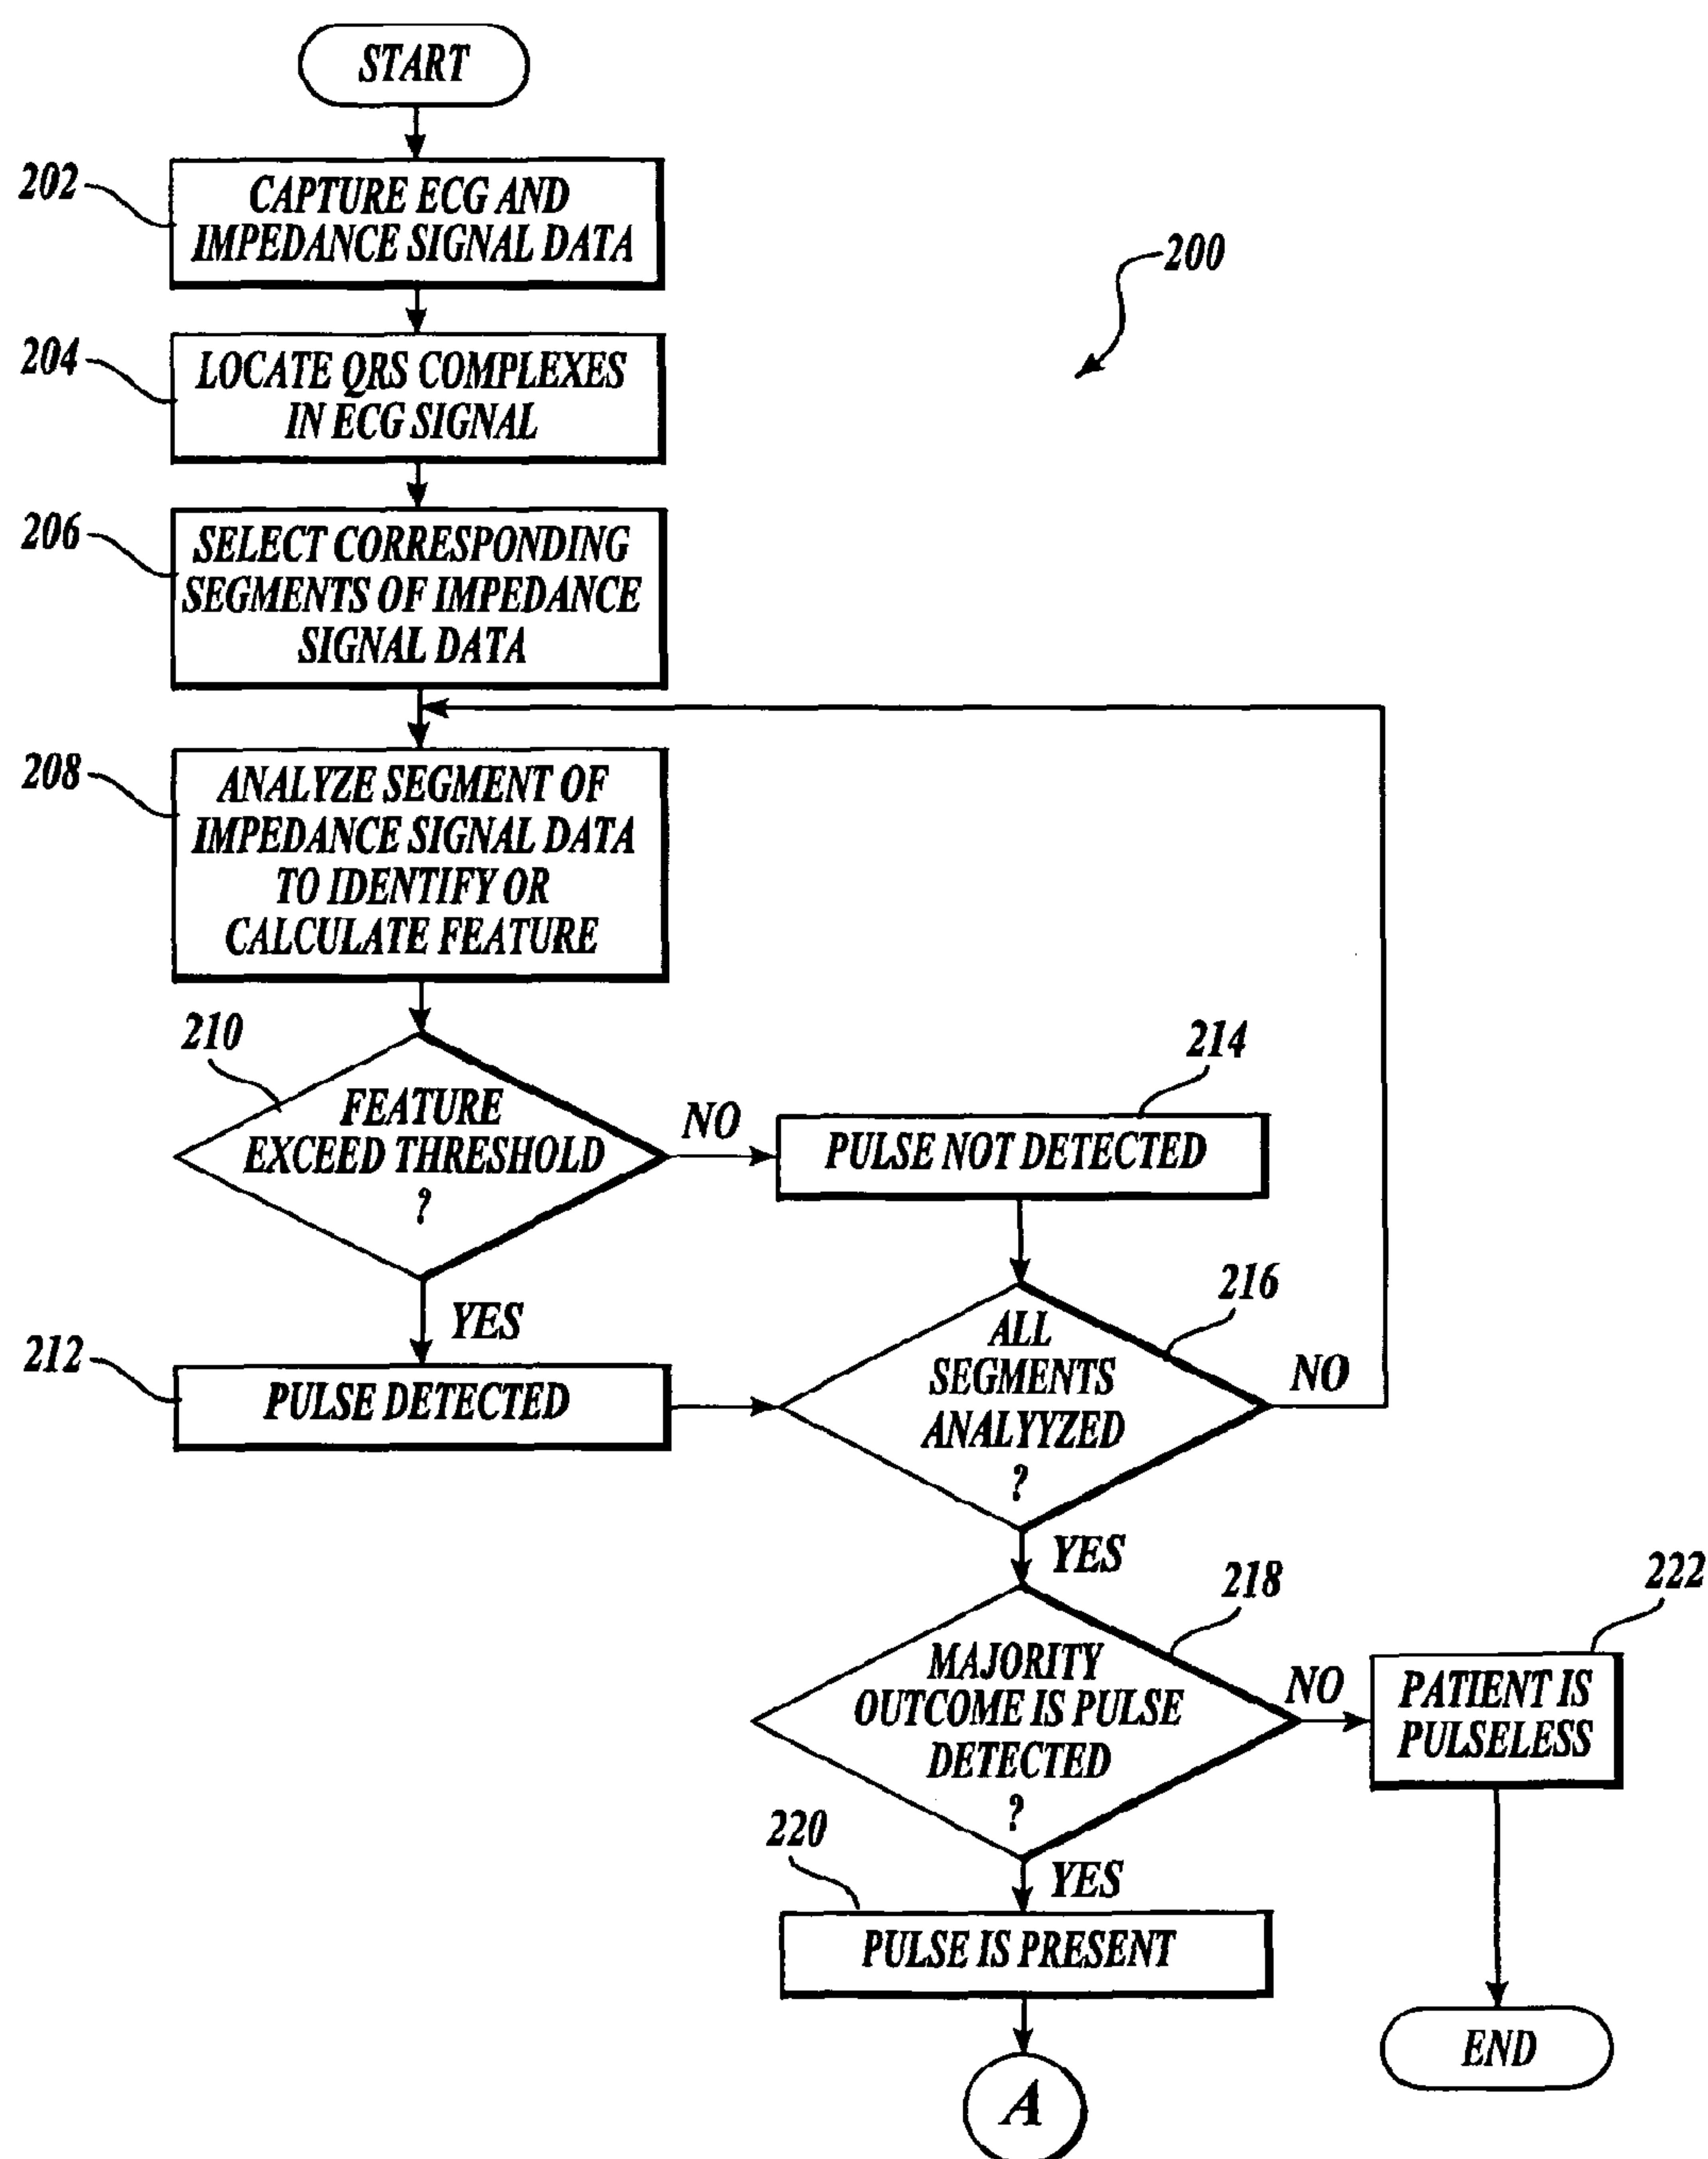 START
202
CAPTURE ECG AND
IMPEDANCE SIGNAL DATA
200
204
LOCATE QRS COMPLEXES
IN ECG SIGNAL
206
SELECT CORRESPONDING
SEGMENTS OF IMPEDANCE
SIGNAL DATA
208
ANALYZE SEGMENT OF
IMPEDANCE SIGNAL DATA
TO IDENTIFY OR
CALCULATE FEATURE
210
FEATURE
EXCEED THRESHOLD
?
NO
214
PULSE NOT DETECTED
YES
212
PULSE DETECTED
216
ALL
SEGMENTS
ANALYYZED
?
NO
YES
218
MAJORITY
OUTCOME IS PULSE
DETECTED
?
NO
222
PATIENT IS
PULSELESS
220
YES
PULSE IS PRESENT
END
A